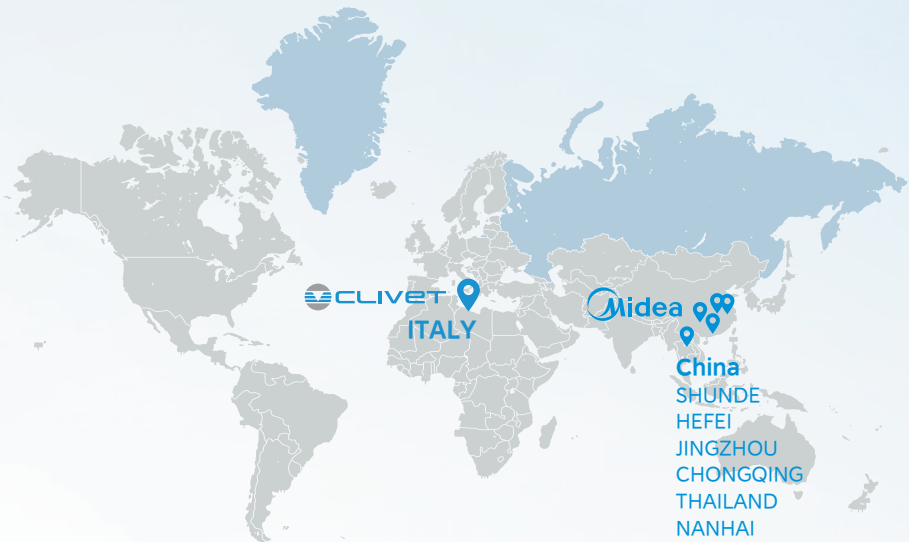 CLIVET
ITALY
Midea
China
SHUNDE
HEFEI
JINGZHOU
CHONGQING
THAILAND
NANHAI